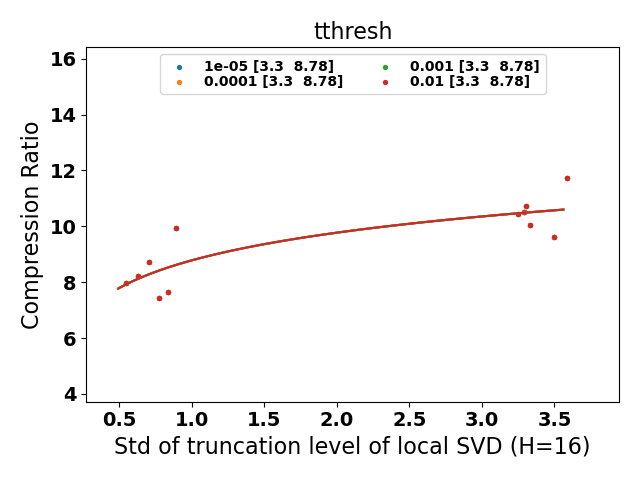 tthresh
1e-05 [3.3  8.78]
0.0001 [3.3  8.78]
0.001 [3.3  8.78]
0.01 [3.3  8.78]
Compression Ratio
16
14
12
10
8
6
4
0.5 1.0 1.5 2.0 2.5 3.0 3.5
Std of truncation level of local SVD (H=16)